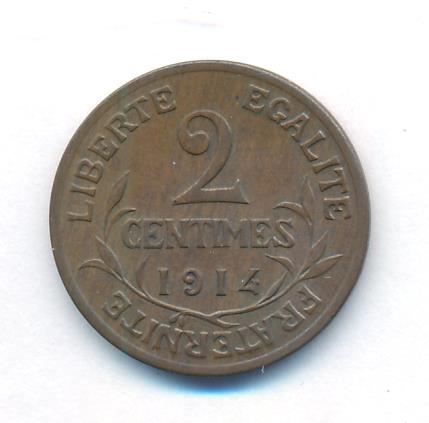 LIBERTE EGALITE
2
CENTIMES
1914
FRATERNITE